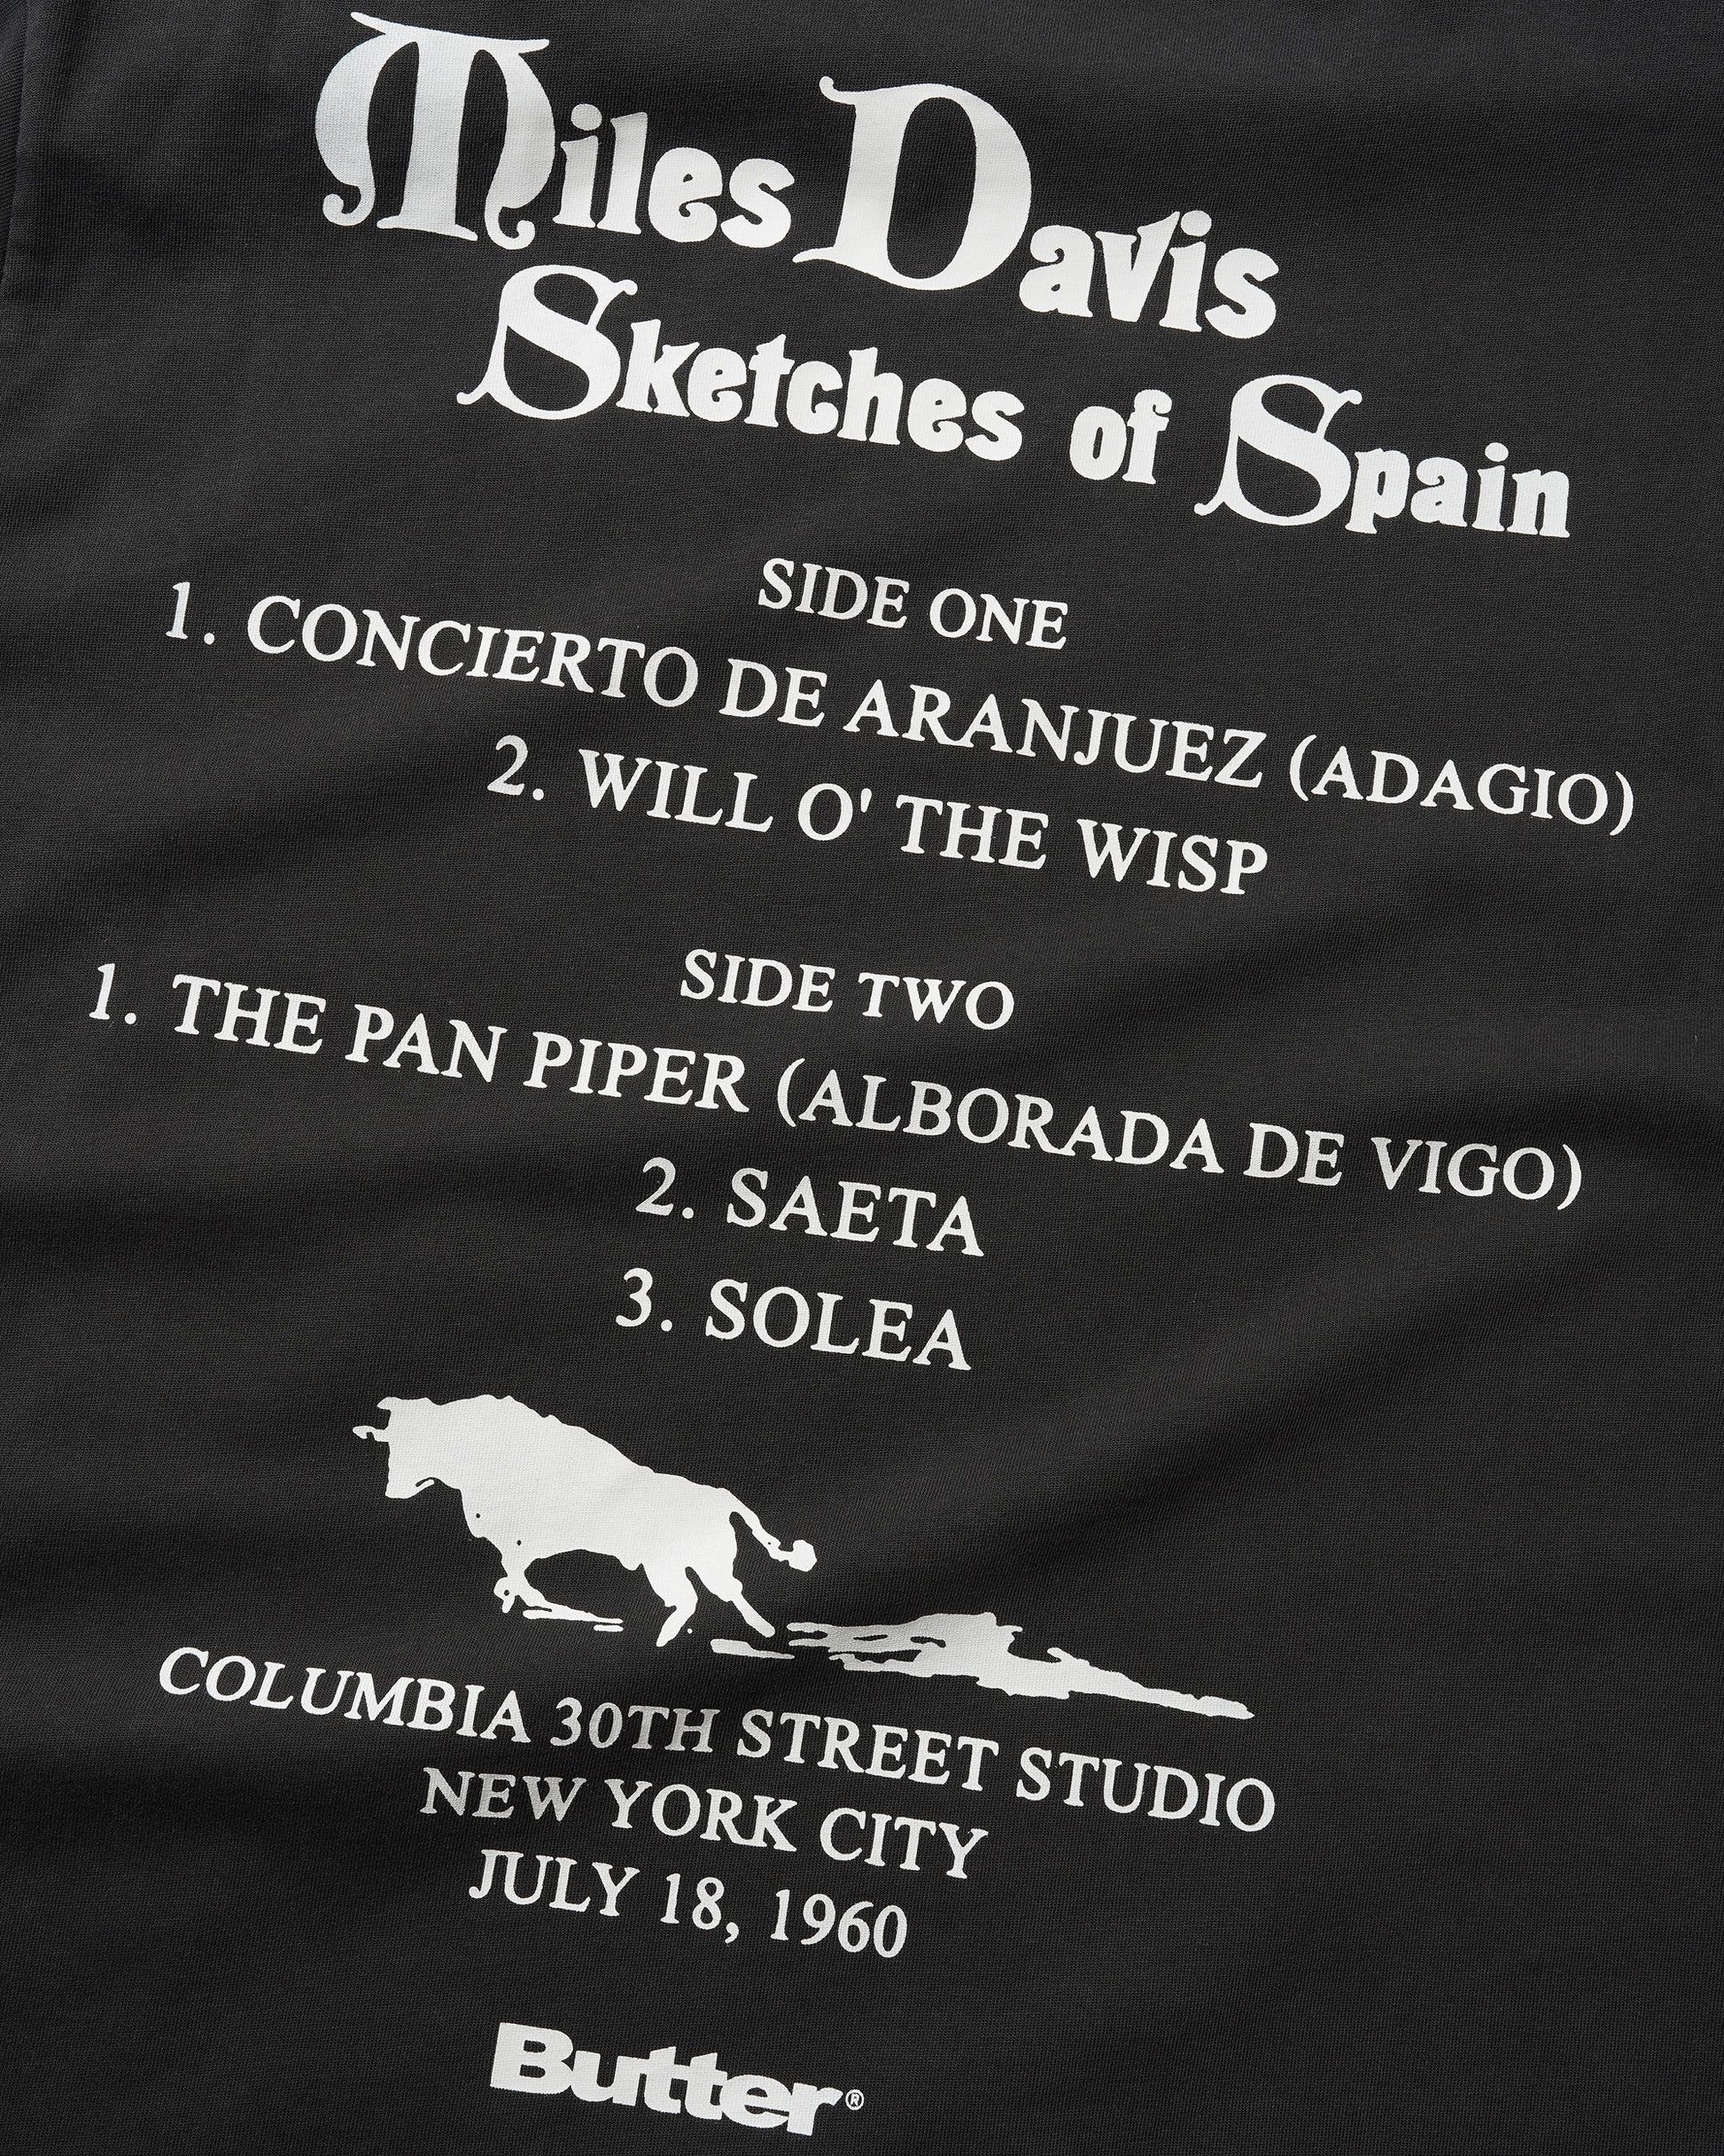 Miles Davis
Sketches of Spain
SIDE ONE
1. CONCIERTO DE ARANJUEZ (ADAGIO)
2. WILL O' THE WISP
SIDE TWO
1. THE PAN PIPER (ALBORADA DE VIGO)
2. SAETA
3. SOLEA
COLUMBIA 30TH STREET STUDIO
NEW YORK CITY
JULY 18, 1960
Butter®